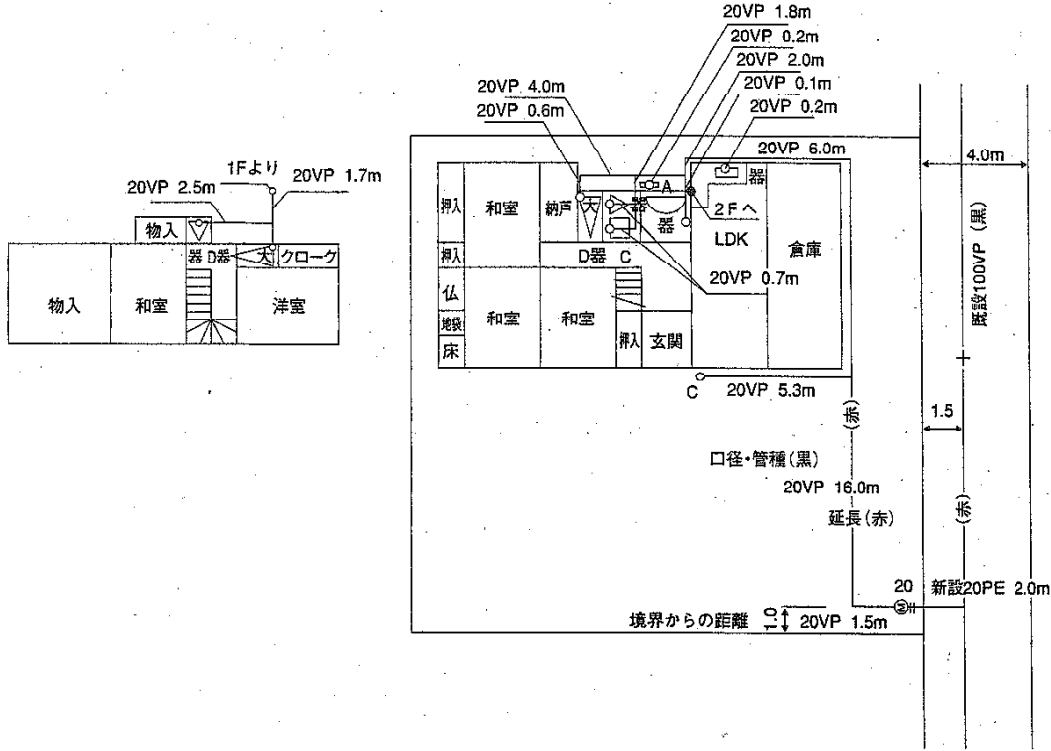 20VP 1.8m
20VP 0.2m
20VP 2.0m
20VP 0.1m
20VP 0.2m
20VP 4.0m
20VP 0.6m
20VP 6.0m
4.0m
1Fより
20VP 1.7m
20VP 2.5m
物入
器 D器 大 クローク
物入 和室 洋室
押入 和室 納戸 大 器 A 器
器
2Fへ
LDK
倉庫
押入
D器 C
20VP 0.7m
仏
和室 和室
地袋
押入 玄関
床
C 20VP 5.3m
既設100VP (黒)
1.5
(赤)
口径・管種(黒)
20VP 16.0m
延長(赤)
(赤)
20 新設20PE 2.0m
M
境界からの距離 1.0 20VP 1.5m